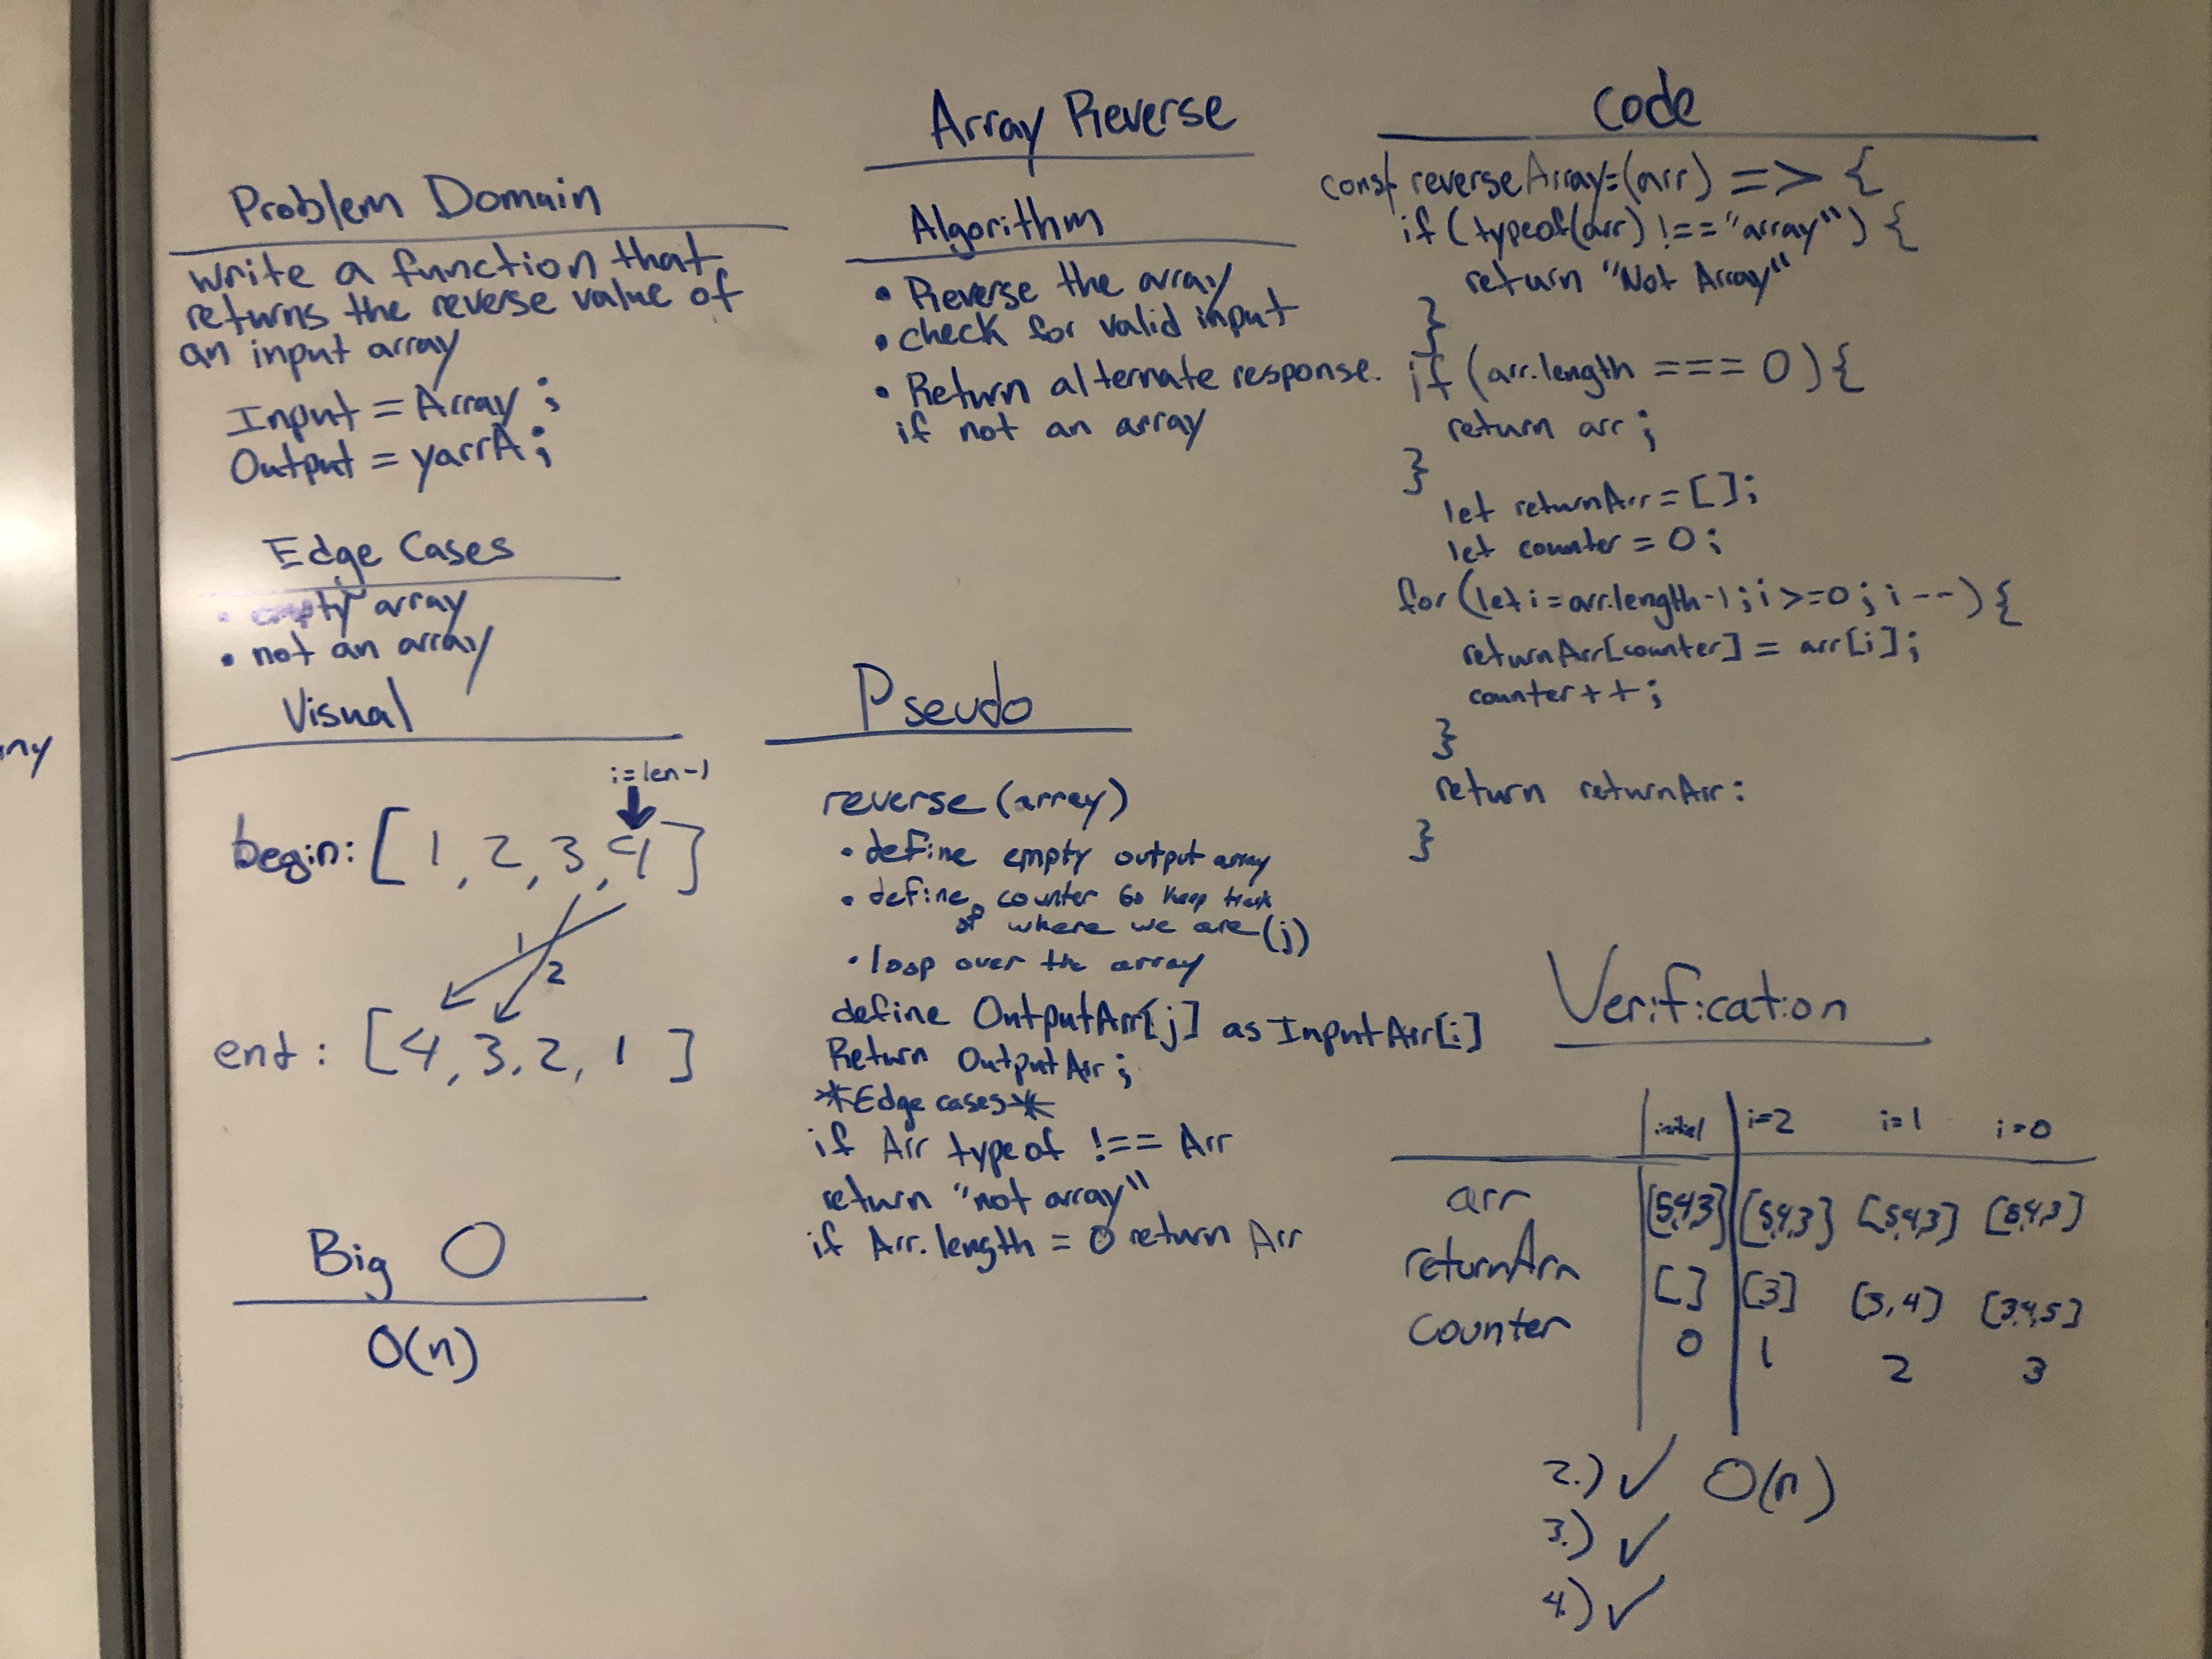 Array Reverse
Problem Domain
write a function that
returns the reverse value of
an input array
Input = Array ;
Output = yarrA ;
Edge Cases
• empty array
• not an array
Visual
i=len-1
begin: [ 1, 2, 3, 4 ]
1
2
end : [ 4, 3, 2, 1 ]
Big O
O(n)
Algorithm
• Reverse the array
• check for valid input
• Return alternate response.
if not an array
Pseudo
reverse (array)
• define empty output array
• define counter to keep track
of where we are (j)
• loop over the array
define OutputArr[j] as InputArr[i]
Return OutputArr ;
*Edge cases*
if Arr typeof !== Arr
return "not array"
if Arr.length = 0 return Arr
Code
const reverseArray=(arr) => {
if (typeof(arr) !== "array") {
return "Not Array"
}
if (arr.length === 0) {
return arr ;
}
let returnArr = [ ];
let counter = 0 ;
for (let i = arr.length-1 ; i >=0 ; i --) {
returnArr[counter] = arr[i] ;
counter++ ;
}
return returnArr :
}
Verification
initial i=2 i=1 i=0
arr [5,4,3] [5,4,3] [5,4,3] [5,4,3]
returnArr [ ] [3] [3,4] [3,4,5]
Counter 0 1 2 3
2.) ✓ O(n)
3.) ✓
4.) ✓
ny